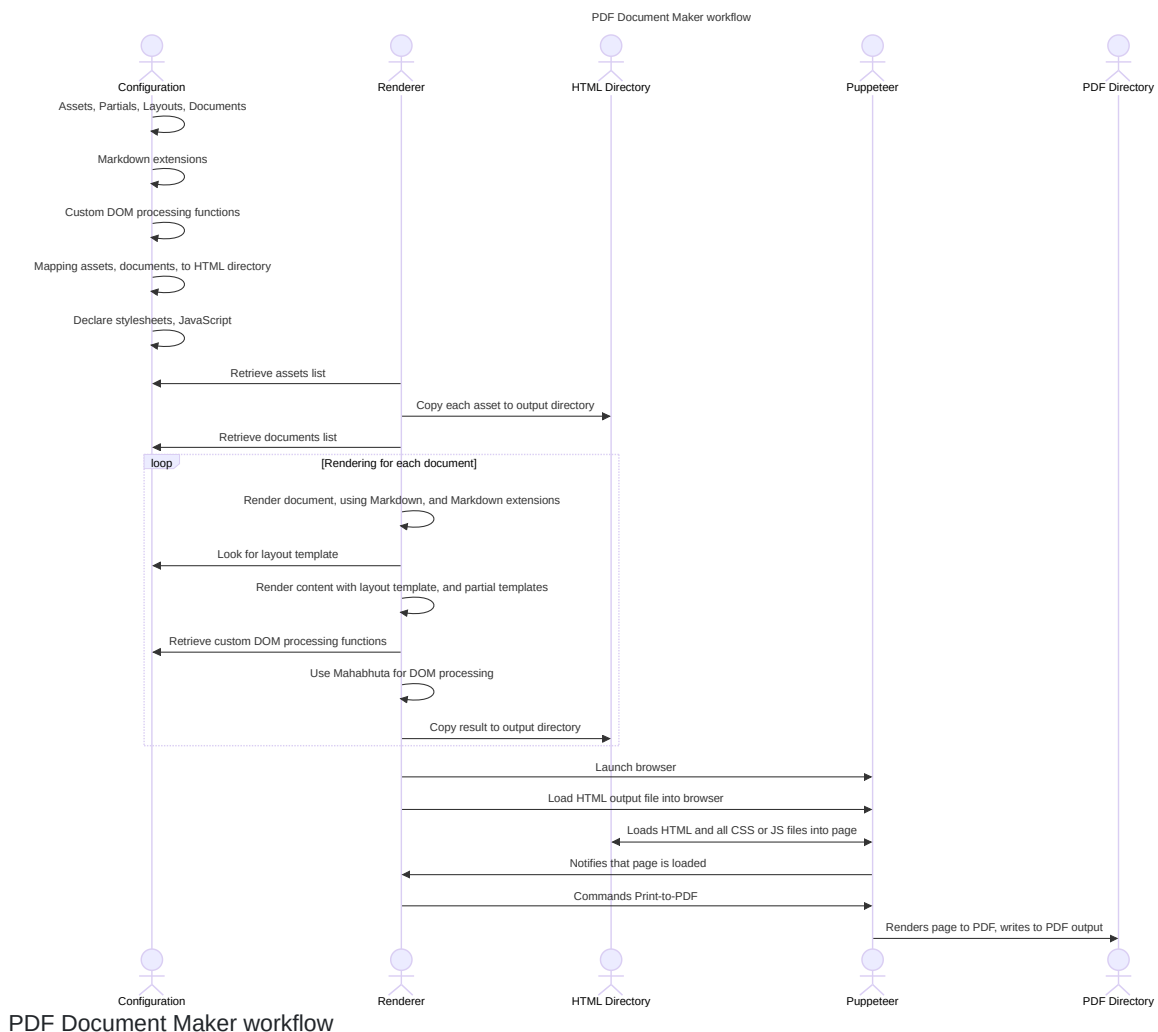 PDF Document Maker workflow
Configuration
Renderer
HTML Directory
Puppeteer
PDF Directory
Assets, Partials, Layouts, Documents
Markdown extensions
Custom DOM processing functions
Mapping assets, documents, to HTML directory
Declare stylesheets, JavaScript
Retrieve assets list
Copy each asset to output directory
Retrieve documents list
loop
[Rendering for each document]
Render document, using Markdown, and Markdown extensions
Look for layout template
Render content with layout template, and partial templates
Retrieve custom DOM processing functions
Use Mahabhuta for DOM processing
Copy result to output directory
Launch browser
Load HTML output file into browser
Loads HTML and all CSS or JS files into page
Notifies that page is loaded
Commands Print-to-PDF
Renders page to PDF, writes to PDF output
Configuration
Renderer
HTML Directory
Puppeteer
PDF Directory
PDF Document Maker workflow